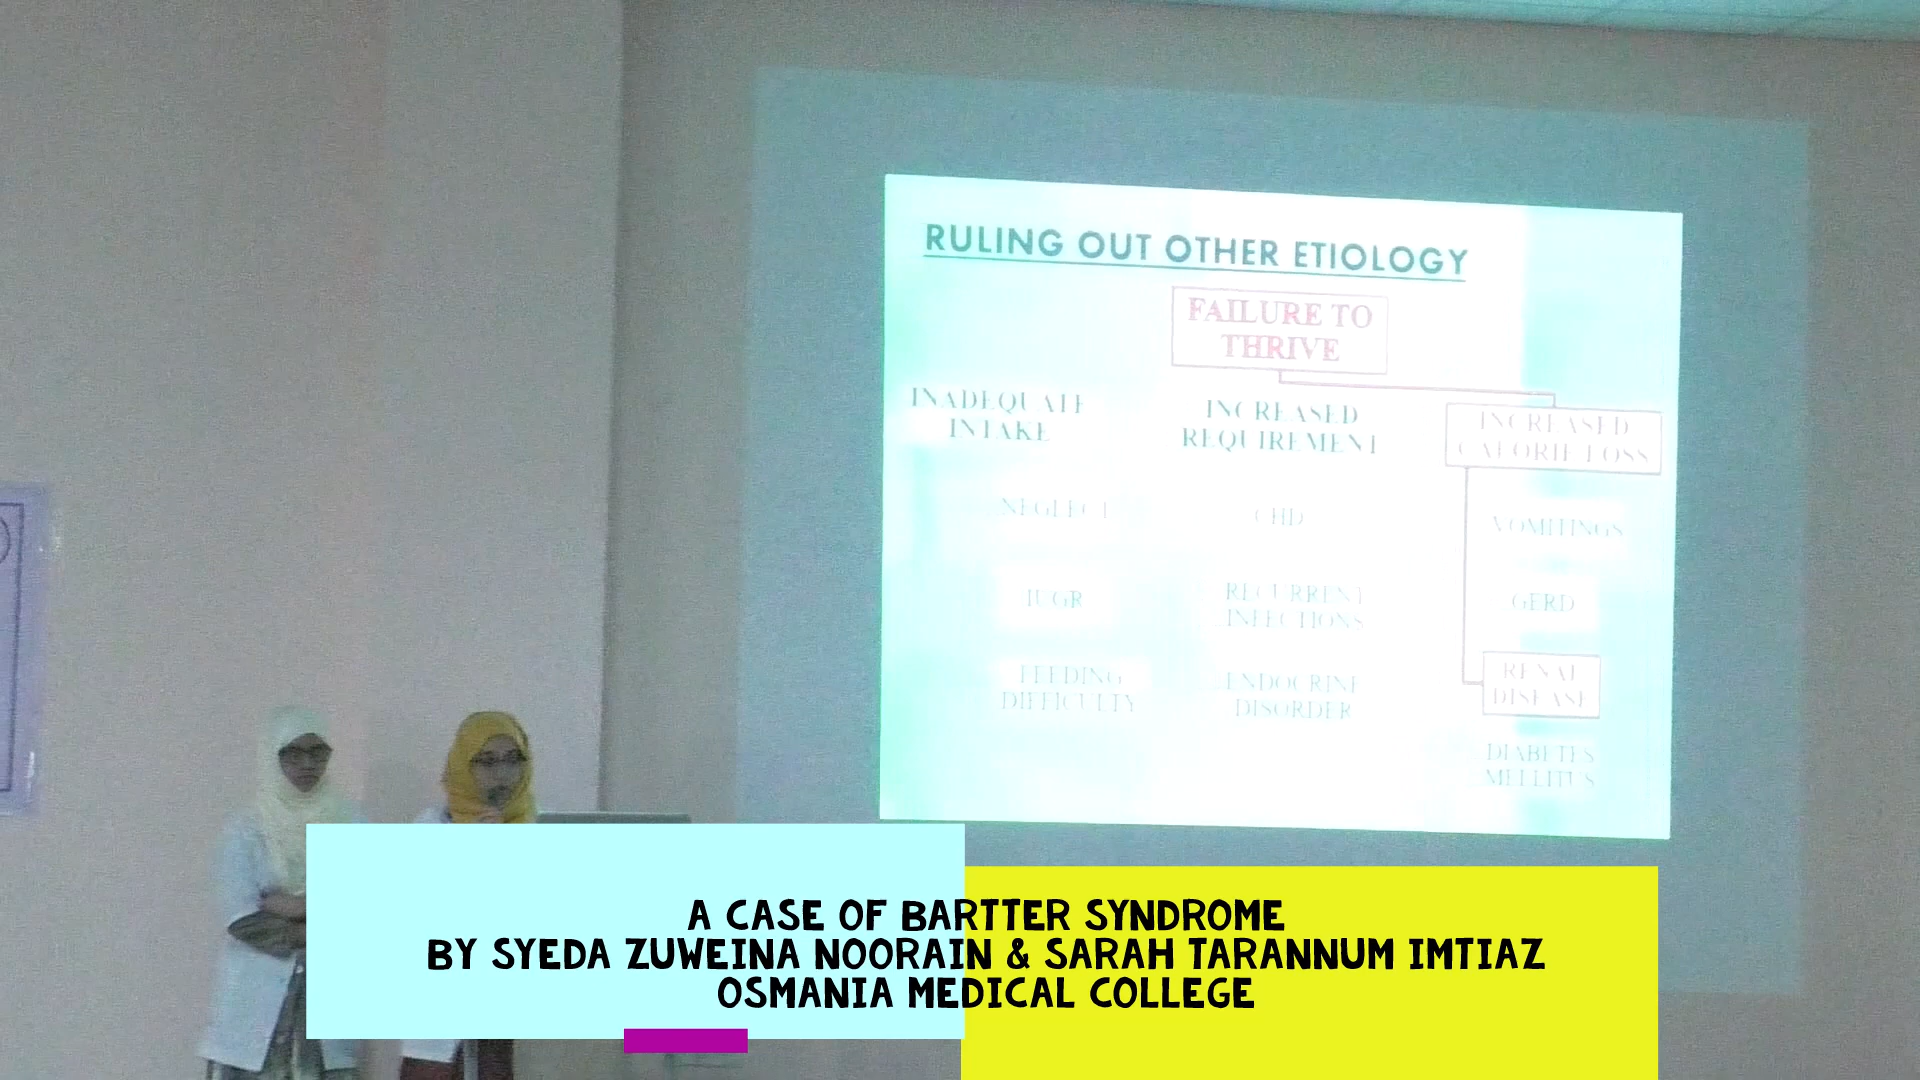 RULING OUT OTHER ETIOLOGY
FAILURE TO
THRIVE
INADEQUATE
INTAKE
INCREASED
REQUIREMENT
INCREASED
CALORIE LOSS
NEGLECT
CHD
VOMITINGS
IUGR
RECURRENT
INFECTIONS
GERD
FEEDING
DIFFICULTY
ENDOCRINE
DISORDER
RENAL
DISEASE
DIABETES
MELLITUS
A CASE OF BARTTER SYNDROME
BY SYEDA ZUWEINA NOORAIN & SARAH TARANNUM IMTIAZ
OSMANIA MEDICAL COLLEGE